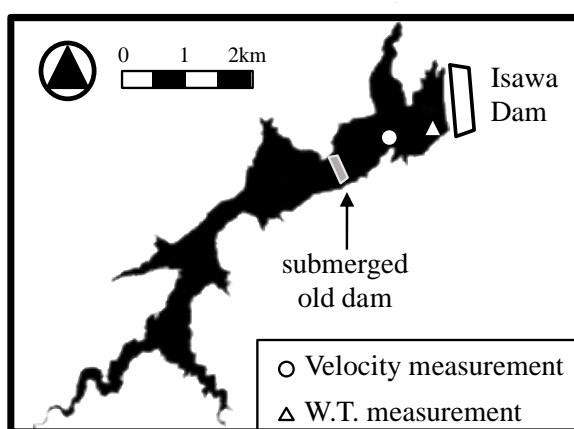 0 1 2km
Isawa
Dam
submerged
old dam
Velocity measurement
W.T. measurement